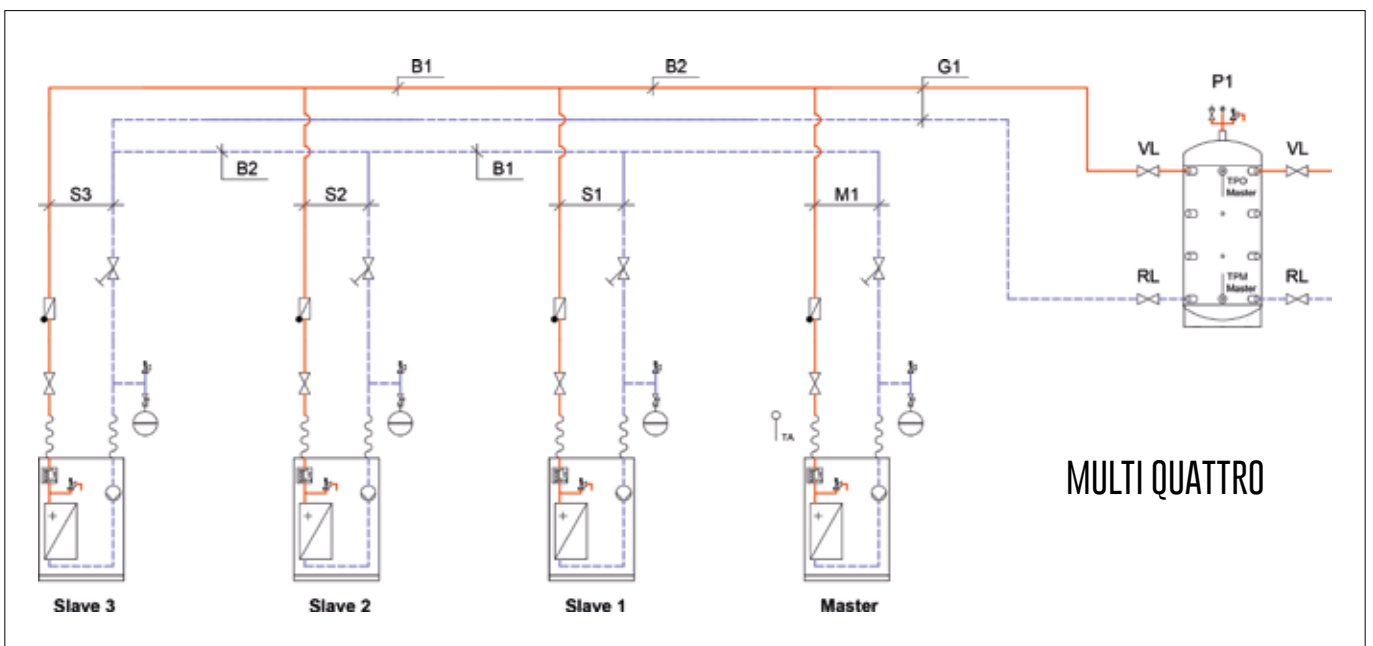 B1
B2
G1
P1
VL
VL
B2
B1
TPO
Master
S3
S2
S1
M1
RL
TPM
Master
RL
TA
MULTI QUATTRO
Slave 3
Slave 2
Slave 1
Master